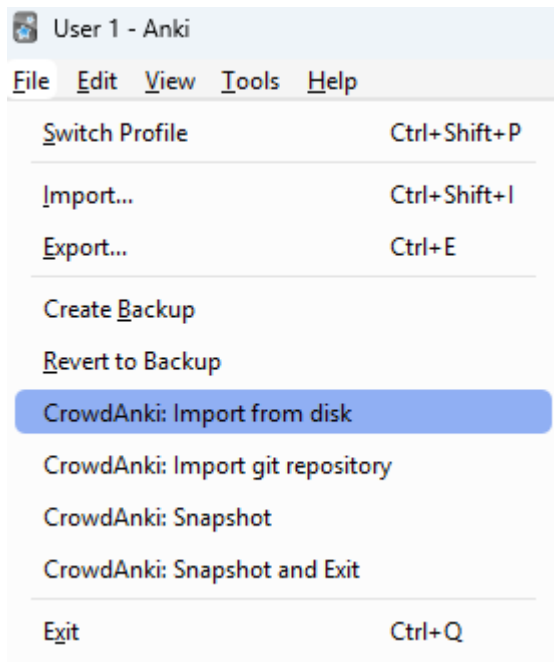 User 1 - Anki
File Edit View Tools Help
Switch Profile Ctrl+Shift+P
Import... Ctrl+Shift+I
Export... Ctrl+E
Create Backup
Revert to Backup
CrowdAnki: Import from disk
CrowdAnki: Import git repository
CrowdAnki: Snapshot
CrowdAnki: Snapshot and Exit
Exit Ctrl+Q